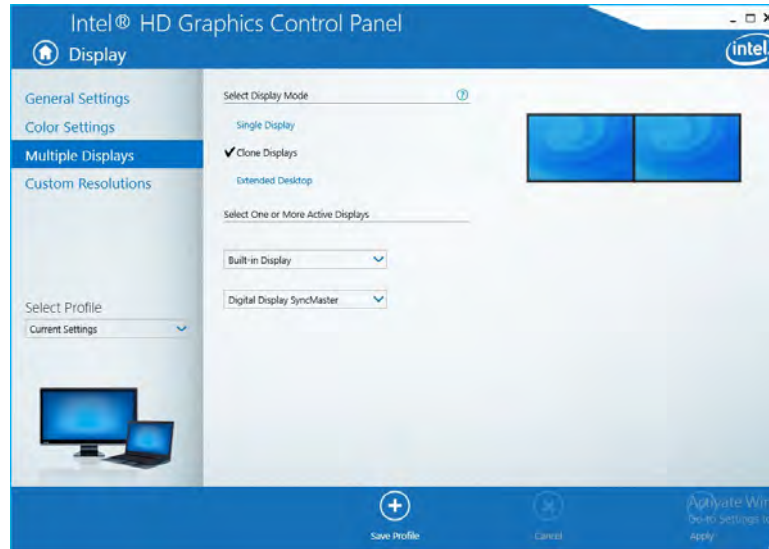 Intel® HD Graphics Control Panel
Display
intel
General Settings
Color Settings
Multiple Displays
Custom Resolutions
Select Profile
Current Settings
Select Display Mode
Single Display
Clone Displays
Extended Desktop
Select One or More Active Displays
Built-in Display
Digital Display SyncMaster
Save Profile
Cancel
Activate Win
Go to Settings to
Apply